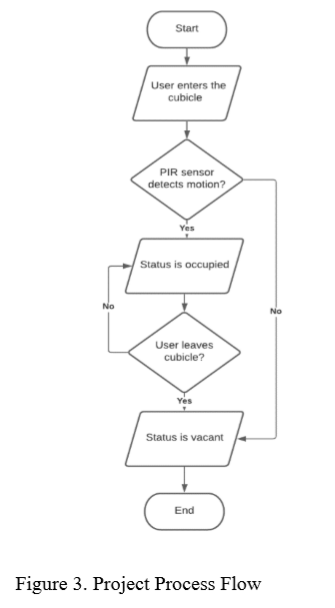 Start
User enters the
cubicle
PIR sensor
detects motion?
Yes
Status is occupied
No
No
User leaves
cubicle?
Yes
Status is vacant
End
Figure 3. Project Process Flow